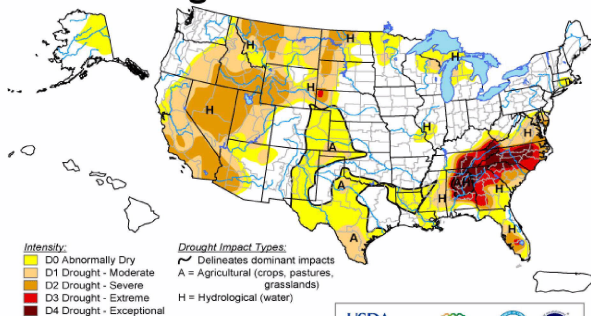 H
H
H
H
H
H
H
A
H
A
H
H
A
H
Intensity:
D0 Abnormally Dry
D1 Drought - Moderate
D2 Drought - Severe
D3 Drought - Extreme
D4 Drought - Exceptional
Drought Impact Types:
Delineates dominant impacts
A = Agricultural (crops, pastures,
grasslands)
H = Hydrological (water)
USDA